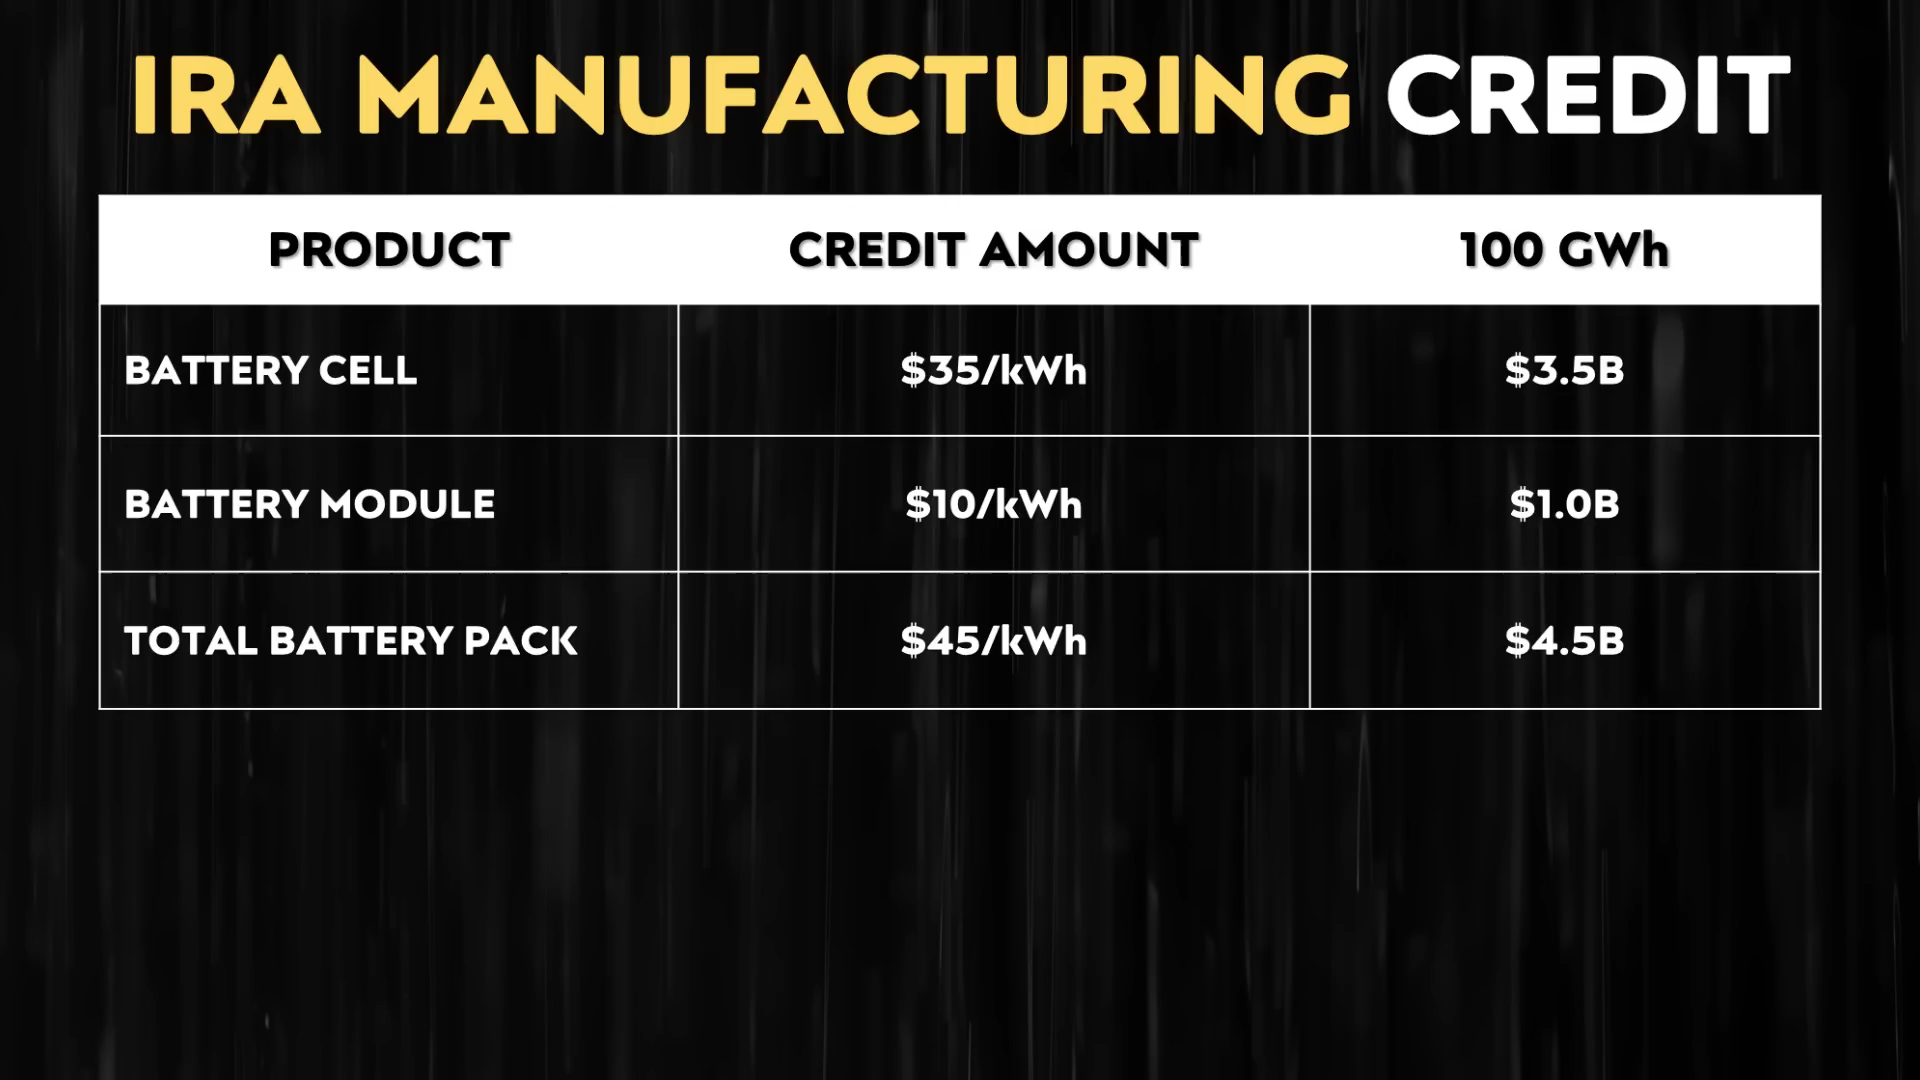 IRA MANUFACTURING CREDIT
PRODUCT CREDIT AMOUNT 100 GWh
BATTERY CELL $35/kWh $3.5B
BATTERY MODULE $10/kWh $1.0B
TOTAL BATTERY PACK $45/kWh $4.5B